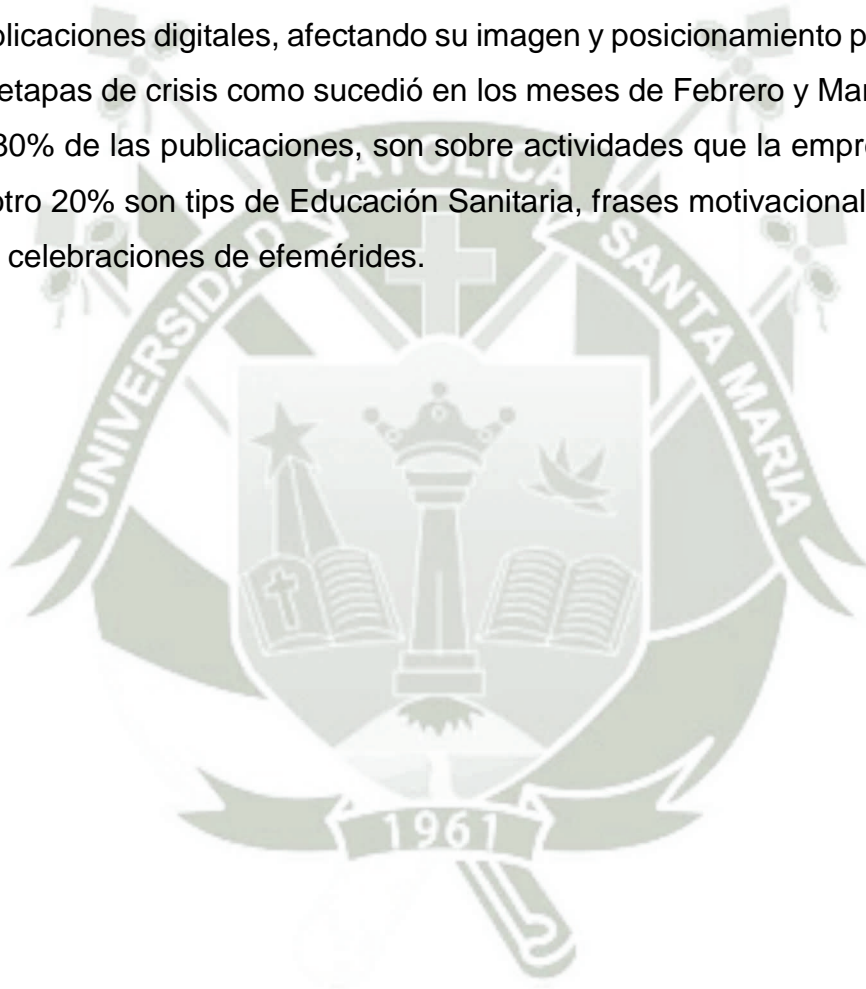 blicaciones digitales, afectando su imagen y posicionamiento p
etapas de crisis como sucedió en los meses de Febrero y Mar
80% de las publicaciones, son sobre actividades que la empre
otro 20% son tips de Educación Sanitaria, frases motivacional
celebraciones de efemérides.
UNIVERSIDAD CATOLICA SANTA MARIA
1961